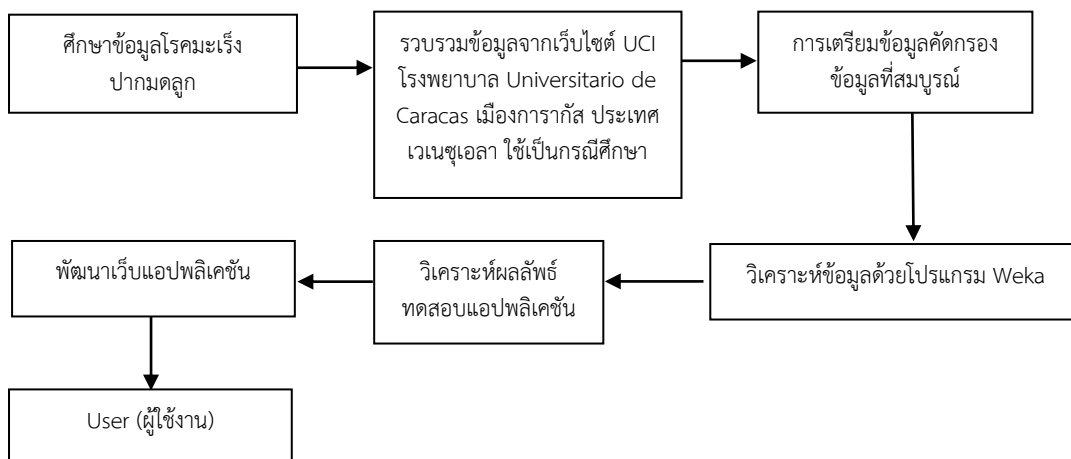 ศึกษาข้อมูลโรคมะเร็ง
ปากมดลูก
รวบรวมข้อมูลจากเว็บไซต์ UCI
โรงพยาบาล Universitario de
Caracas เมืองการากัส ประเทศ
เวเนซุเอลา ใช้เป็นกรณีศึกษา
การเตรียมข้อมูลคัดกรอง
ข้อมูลที่สมบูรณ์
วิเคราะห์ข้อมูลด้วยโปรแกรม Weka
วิเคราะห์ผลลัพธ์
ทดสอบแอปพลิเคชัน
พัฒนาเว็บแอปพลิเคชัน
User (ผู้ใช้งาน)